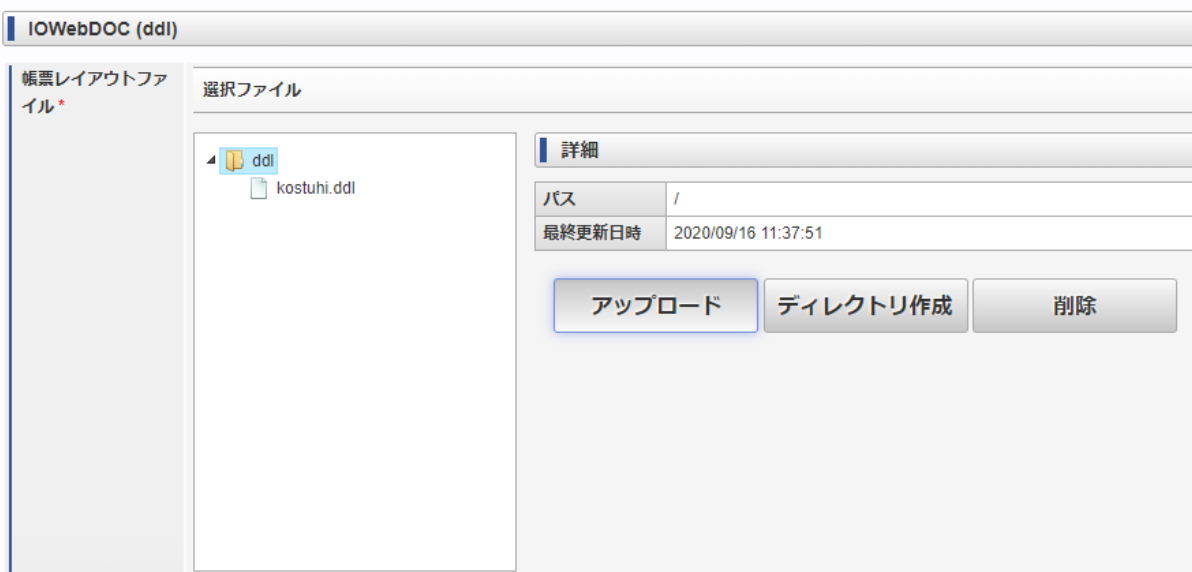 IOWebDOC (ddl)
帳票レイアウトファ
イル *
選択ファイル
ddl
kostuhi.ddl
詳細
パス /
最終更新日時 2020/09/16 11:37:51
アップロード ディレクトリ作成 削除